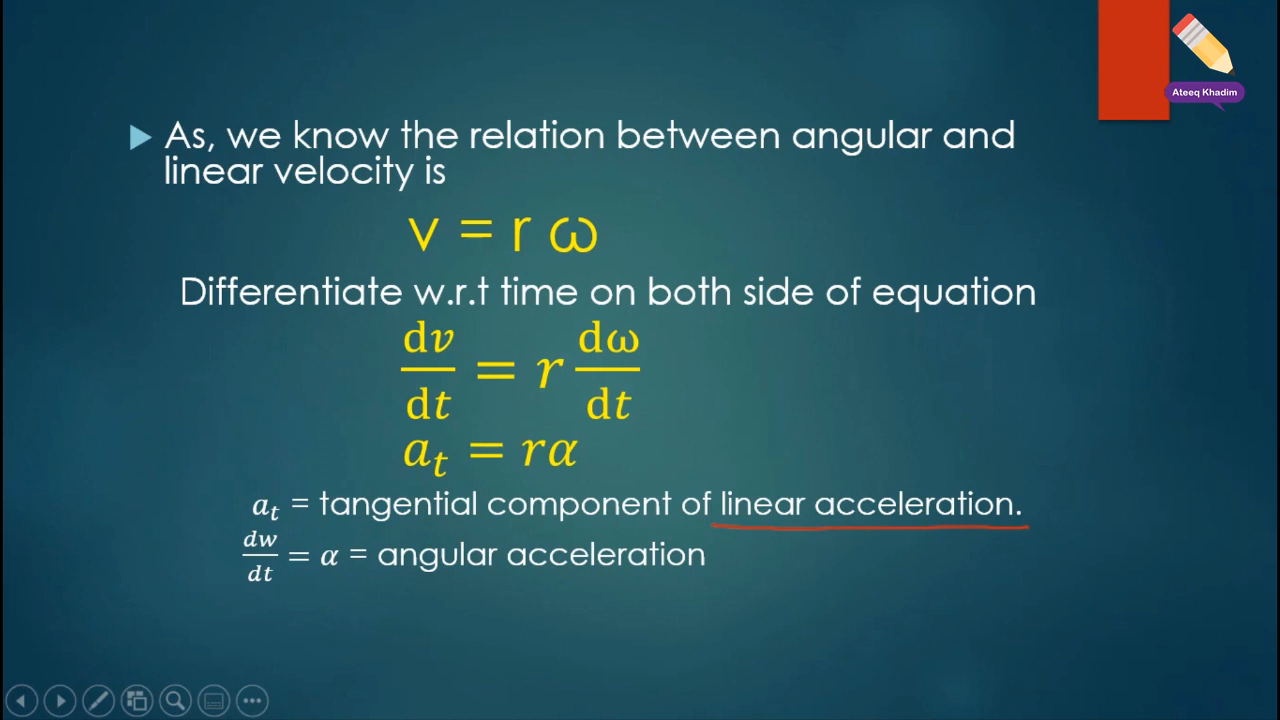 Ateeq Khadim
As, we know the relation between angular and
linear velocity is
v = r ω
Differentiate w.r.t time on both side of equation
dv/dt = r dω/dt
a_t = rα
a_t = tangential component of linear acceleration.
dw/dt = α = angular acceleration